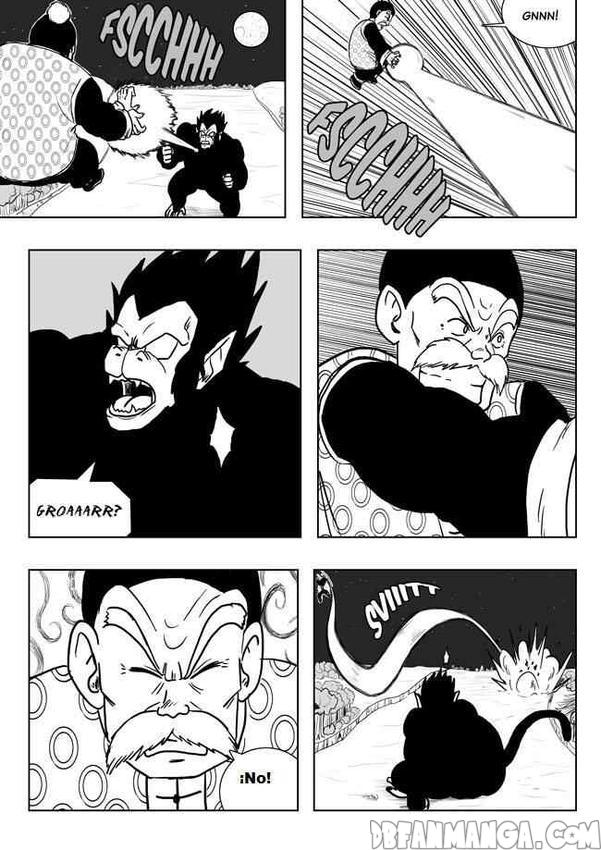 FSCCHHH
GNNN!
FSCCHHH
GROAAARR?
¡No!
SVIIITT
DBFANMANGA.COM